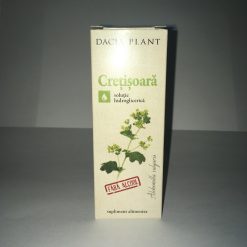 DACIA PLANT
Crețișoară
soluție
hidroglicerică
FĂRĂ ALCOOL
Alchemilla vulgaris
supliment alimentar